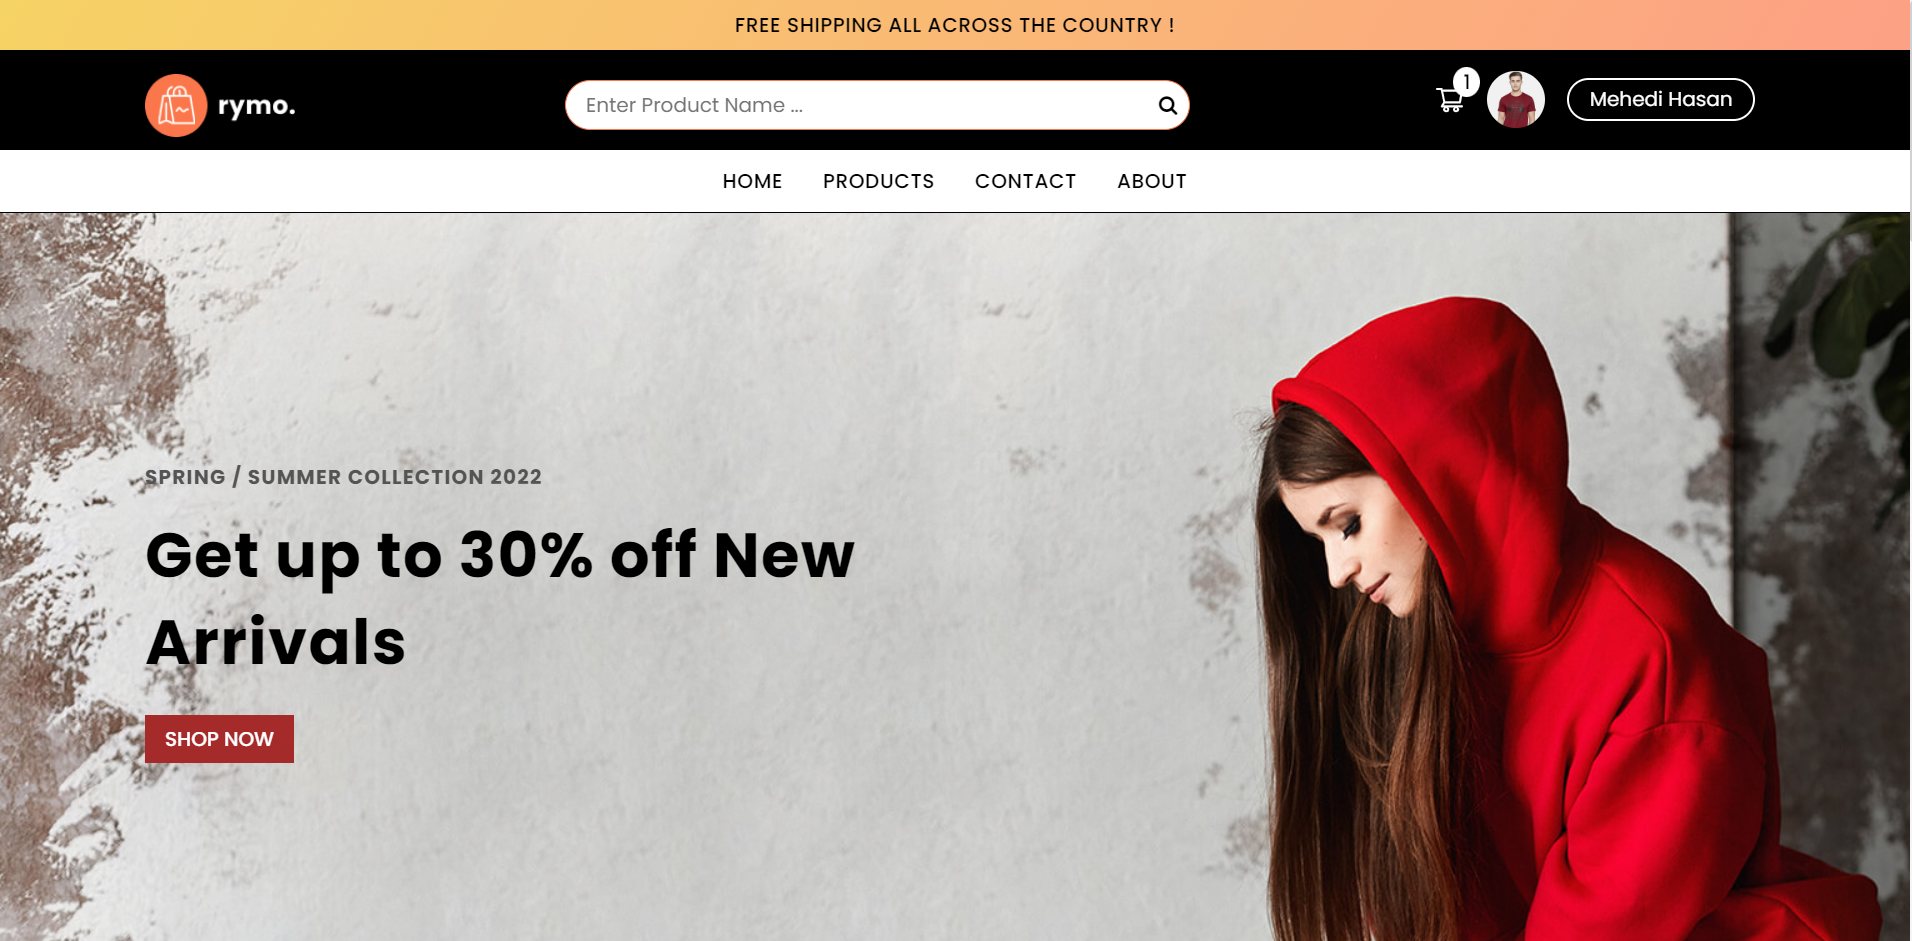 FREE SHIPPING ALL ACROSS THE COUNTRY !
rymo.
Enter Product Name ...
1
Mehedi Hasan
HOME
PRODUCTS
CONTACT
ABOUT
SPRING / SUMMER COLLECTION 2022
Get up to 30% off New
Arrivals
SHOP NOW